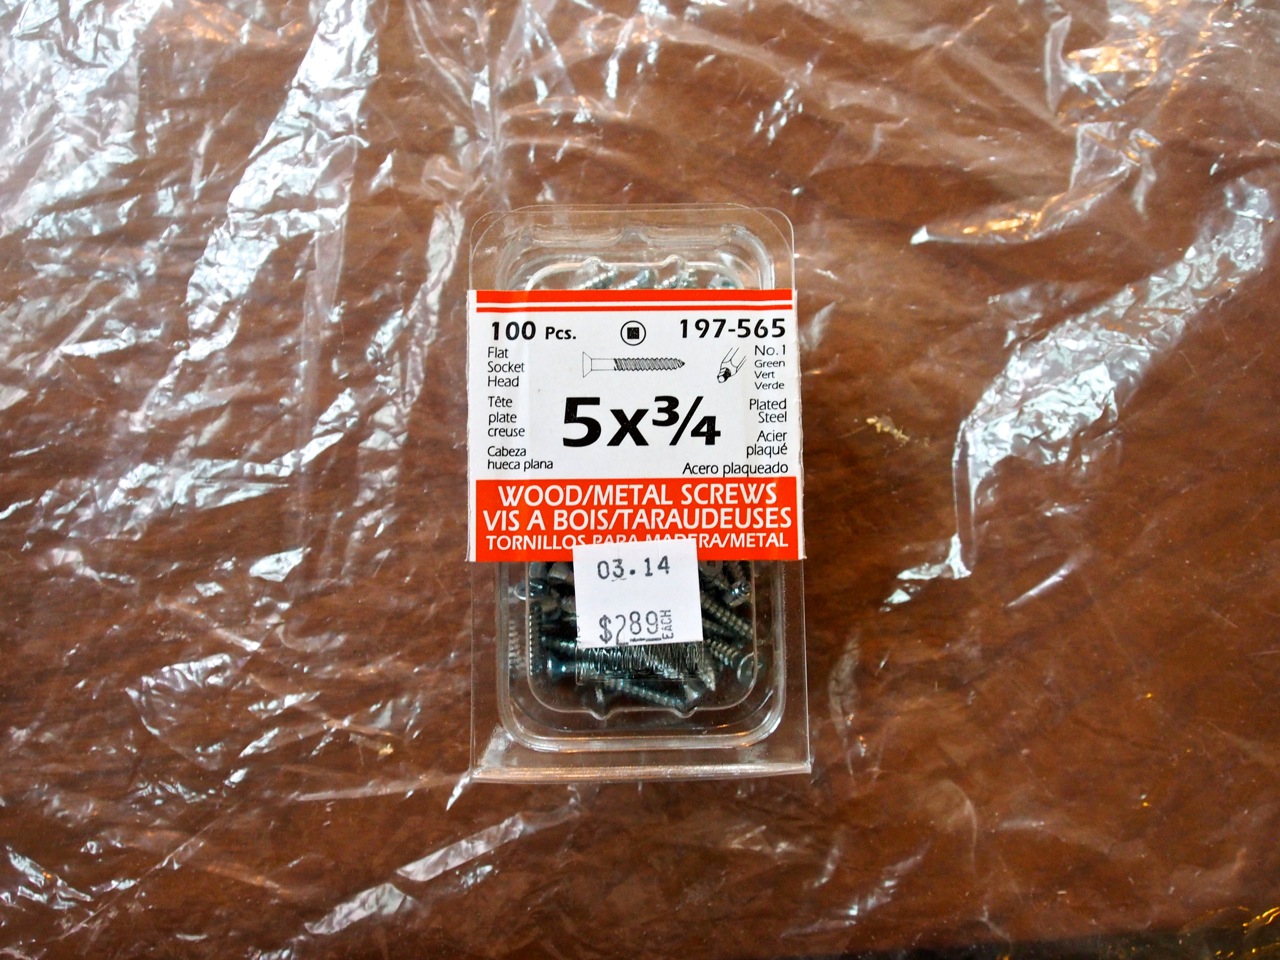 100 Pcs.
197-565
Flat
Socket
Head
Tête
plate
creuse
Cabeza
hueca plana
5x3/4
No.1
Green
Vert
Verde
Plated
Steel
Acier
plaqué
Acero plaqueado
WOOD/METAL SCREWS
VIS A BOIS/TARAUDEUSES
TORNILLOS PARA MADERA/METAL
03.14
$2.89 EACH